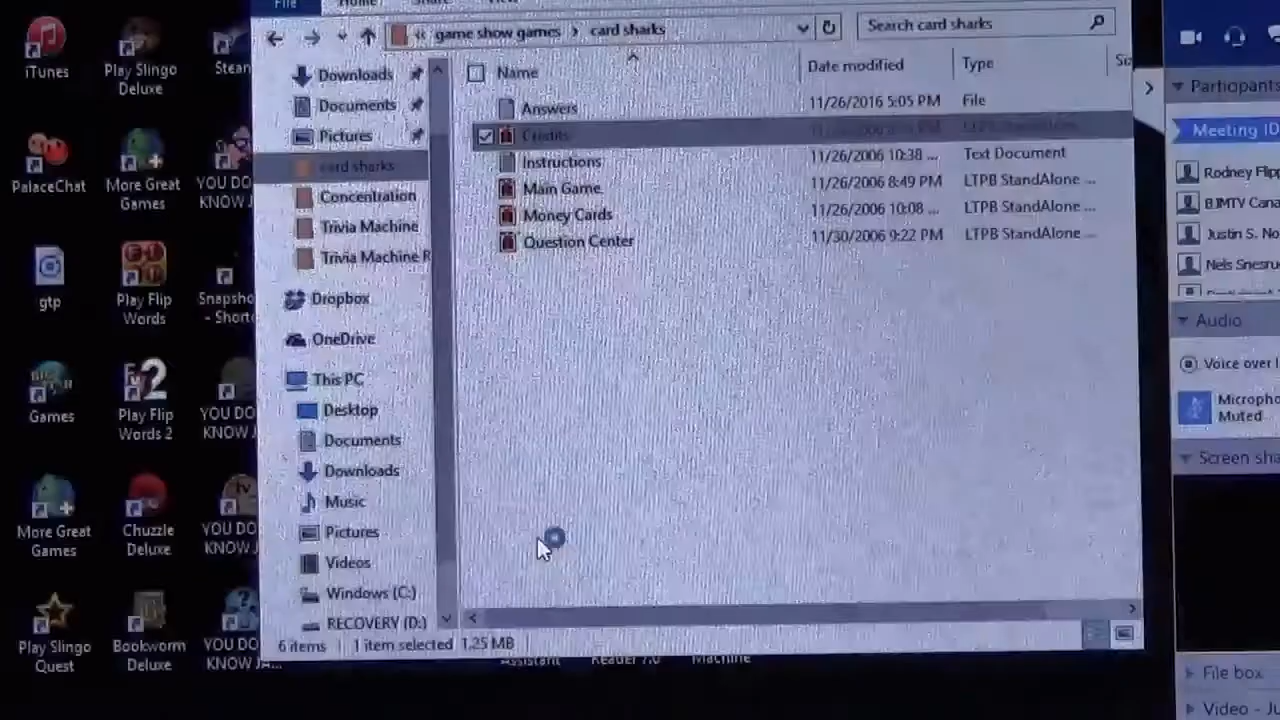 File
Home
Share
View
game show games > card sharks
Search card sharks
iTunes
Play Slingo
Deluxe
PalaceChat
More Great
Games
YOU DO
KNOW J
gtp
Play Flip
Words
Snapsho
- Short
Games
Play Flip
Words 2
YOU DO
KNOW J
More Great
Games
Chuzzle
Deluxe
YOU DO
KNOW J
Play Slingo
Quest
Bookworm
Deluxe
YOU DO
KNOW JA...
Downloads
Documents
Pictures
card sharks
Concentration
Trivia Machine
Trivia Machine R
Dropbox
OneDrive
This PC
Desktop
Documents
Downloads
Music
Pictures
Videos
Windows (C:)
RECOVERY (D:)
Name Date modified Type
Answers 11/26/2016 5:05 PM File
Credits
Instructions 11/26/2006 10:38 ... Text Document
Main Game 11/26/2006 8:49 PM LTPB StandAlone ...
Money Cards 11/26/2006 10:08 ... LTPB StandAlone ...
Question Center 11/30/2006 9:22 PM LTPB StandAlone ...
6 items 1 item selected 1.25 MB
Assistant
Reader 7.0
Machine
Participants
Meeting ID
Rodney Flipp
BJMTV Cana
Justin S. No
Nels Snesru
Audio
Voice over I
Micropho
Muted
Screen sha
File box
Video - Ju